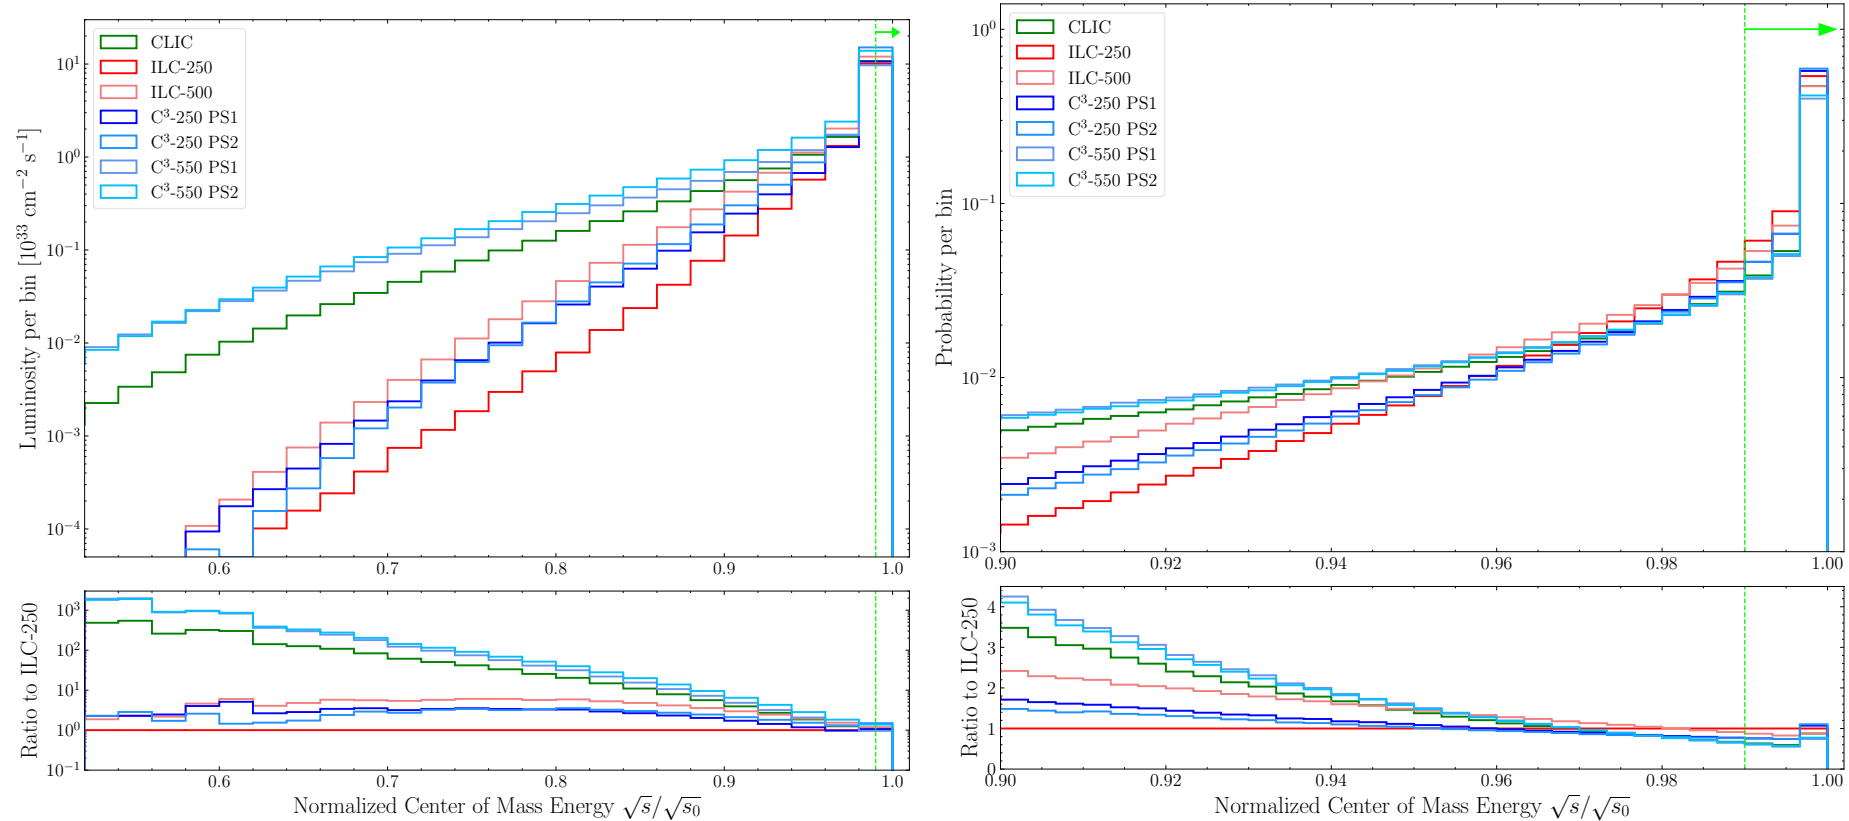 Luminosity per bin [10³³ cm⁻² s⁻¹]
10¹
10⁰
10⁻¹
10⁻²
10⁻³
10⁻⁴
CLIC
ILC-250
ILC-500
C³-250 PS1
C³-250 PS2
C³-550 PS1
C³-550 PS2
0.6 0.7 0.8 0.9 1.0
Ratio to ILC-250
10³
10²
10¹
10⁰
10⁻¹
0.6 0.7 0.8 0.9 1.0
Normalized Center of Mass Energy √s/√s₀
Probability per bin
10⁰
10⁻¹
10⁻²
10⁻³
CLIC
ILC-250
ILC-500
C³-250 PS1
C³-250 PS2
C³-550 PS1
C³-550 PS2
0.90 0.92 0.94 0.96 0.98 1.00
Ratio to ILC-250
4
3
2
1
0
0.90 0.92 0.94 0.96 0.98 1.00
Normalized Center of Mass Energy √s/√s₀